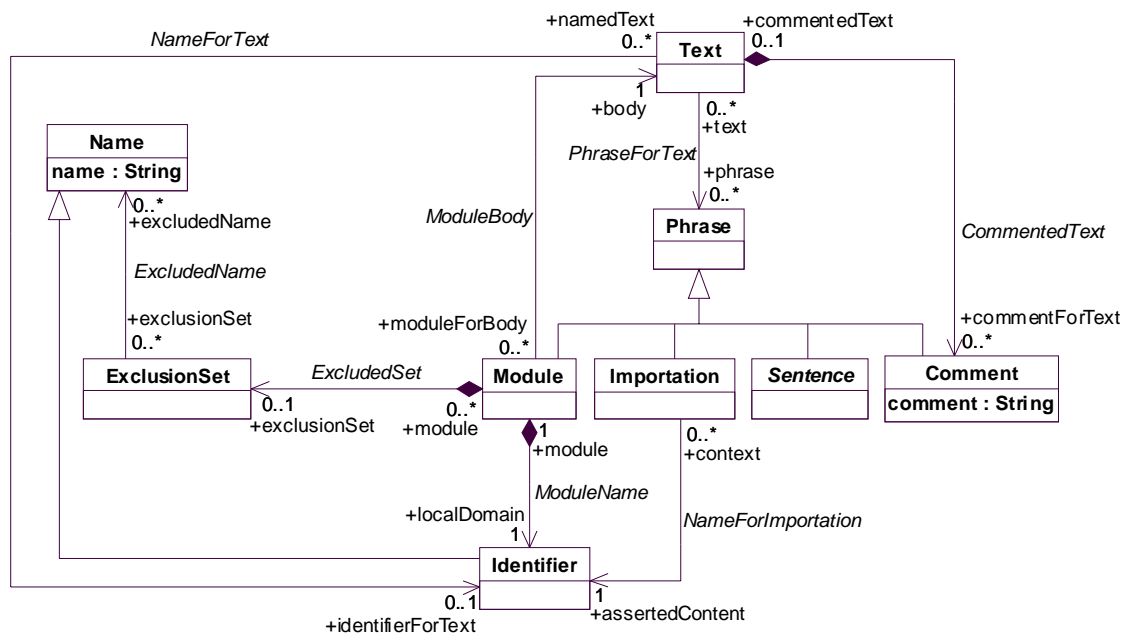 +namedText
+commentedText
NameForText
0..*
0..1
Text
1
+body
0..*
+text
Name
name : String
PhraseForText
+phrase
0..*
0..*
+excludedName
ModuleBody
Phrase
CommentedText
ExcludedName
+exclusionSet
0..*
+moduleForBody
0..*
+commentForText
0..*
ExclusionSet
ExcludedSet
Module
Importation
Sentence
Comment
comment : String
0..1
+exclusionSet
0..*
+module
1
+module
0..*
+context
ModuleName
+localDomain
1
NameForImportation
Identifier
0..1
+identifierForText
1
+assertedContent